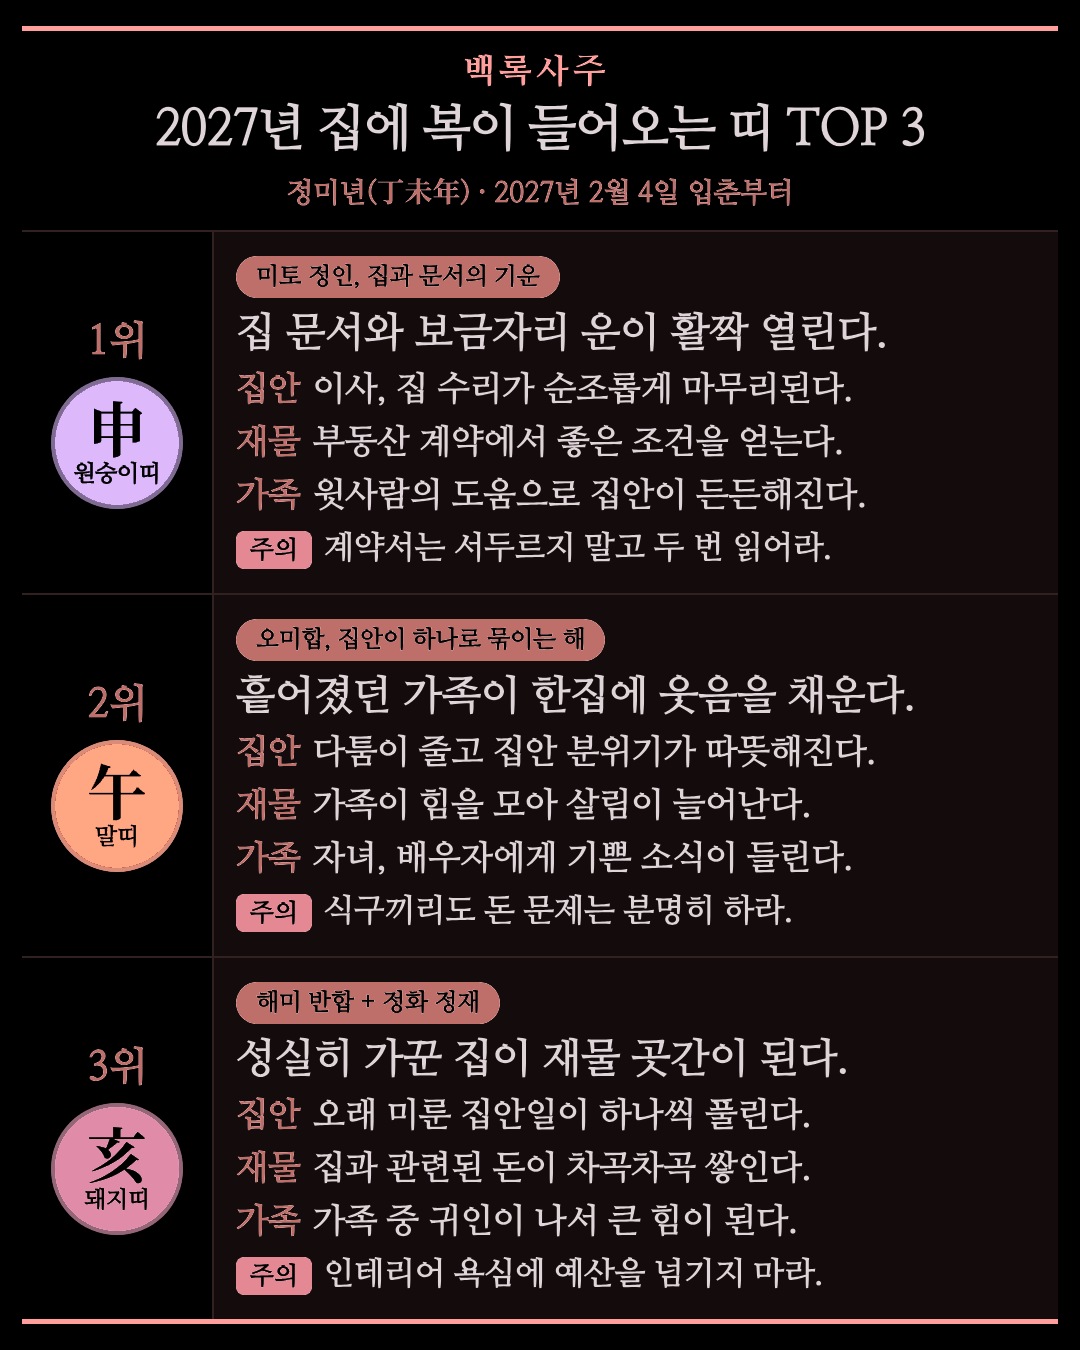 백록사주
2027년 집에 복이 들어오는 띠 TOP 3
정미년(丁未年) · 2027년 2월 4일 입춘부터
1위
申
원숭이띠
미토 정인, 집과 문서의 기운
집 문서와 보금자리 운이 활짝 열린다.
집안 이사, 집 수리가 순조롭게 마무리된다.
재물 부동산 계약에서 좋은 조건을 얻는다.
가족 윗사람의 도움으로 집안이 든든해진다.
주의 계약서는 서두르지 말고 두 번 읽어라.
2위
午
말띠
오미합, 집안이 하나로 묶이는 해
흩어졌던 가족이 한집에 웃음을 채운다.
집안 다툼이 줄고 집안 분위기가 따뜻해진다.
재물 가족이 힘을 모아 살림이 늘어난다.
가족 자녀, 배우자에게 기쁜 소식이 들린다.
주의 식구끼리도 돈 문제는 분명히 하라.
3위
亥
돼지띠
해미 반합 + 정화 정재
성실히 가꾼 집이 재물 곳간이 된다.
집안 오래 미룬 집안일이 하나씩 풀린다.
재물 집과 관련된 돈이 차곡차곡 쌓인다.
가족 가족 중 귀인이 나서 큰 힘이 된다.
주의 인테리어 욕심에 예산을 넘기지 마라.